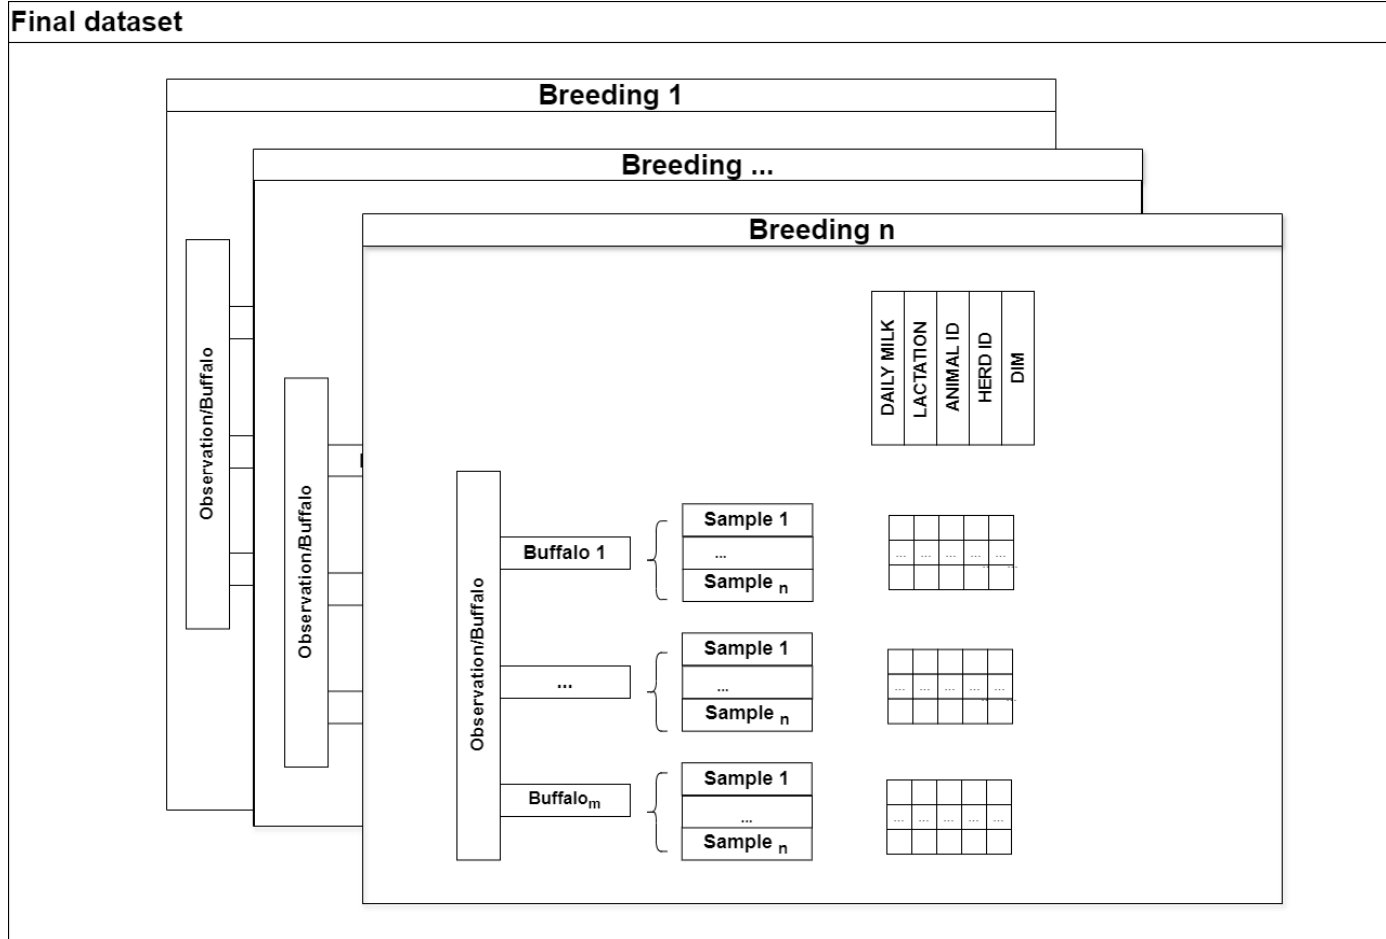 Final dataset
Breeding 1
Breeding ...
Breeding n
Observation/Buffalo
Observation/Buffalo
Observation/Buffalo
DAILY MILK
LACTATION
ANIMAL ID
HERD ID
DIM
Buffalo 1
Sample 1
...
Sample n
... ... ... ... ...
... ...
...
Sample 1
...
Sample n
... ... ... ... ...
... ... ...
Buffalom
Sample 1
...
Sample n
... ... ... ... ...